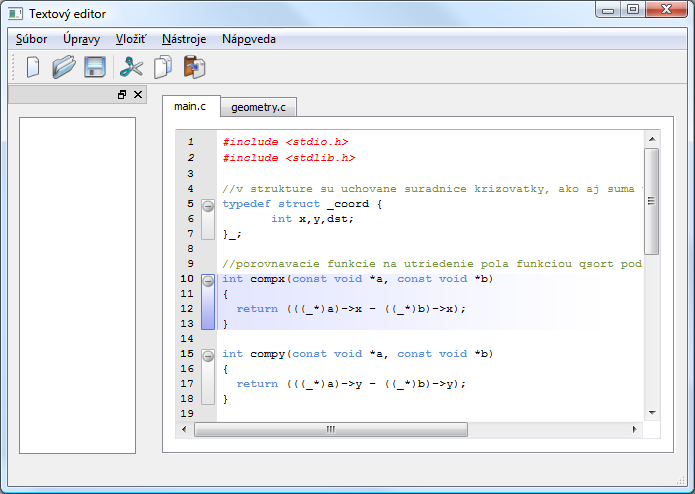 Textový editor
Súbor Úpravy Vložiť Nástroje Nápoveda
main.c geometry.c
1 #include <stdio.h>
2 #include <stdlib.h>
3
4 //v strukture su uchovane suradnice krizovatky, ako aj suma
5 typedef struct _coord {
6 int x,y,dst;
7 }_;
8
9 //porovnavacie funkcie na utriedenie pola funkciou qsort pod
10 int compx(const void *a, const void *b)
11 {
12 return (((_*)a)->x - ((_*)b)->x);
13 }
14
15 int compy(const void *a, const void *b)
16 {
17 return (((_*)a)->y - ((_*)b)->y);
18 }
19